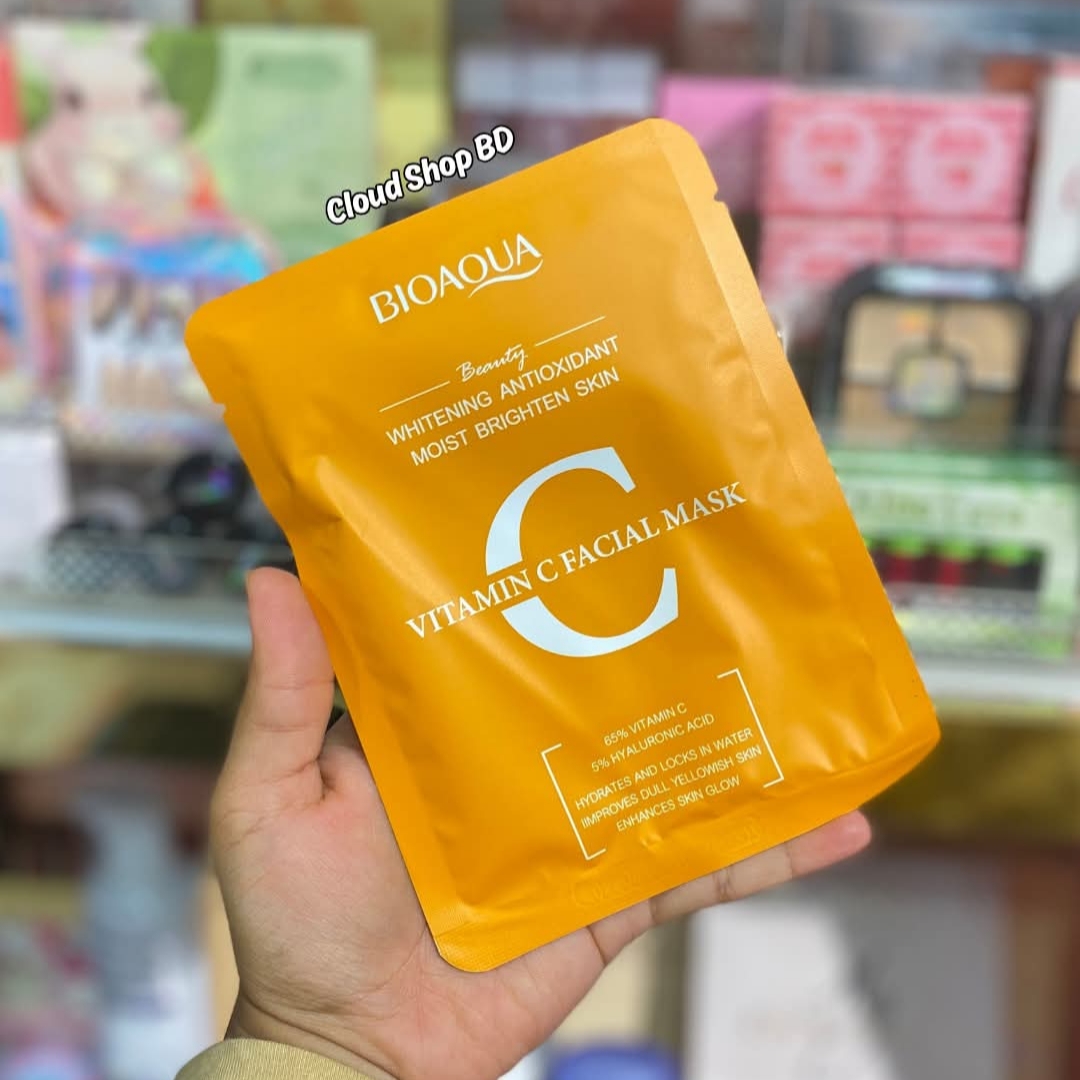 Cloud Shop BD
BIOAQUA
Beauty
WHITENING ANTIOXIDANT
MOIST BRIGHTEN SKIN
C
VITAMIN C FACIAL MASK
65% VITAMIN C
5% HYALURONIC ACID
HYDRATES AND LOCKS IN WATER
IIMPROVES DULL YELLOWISH SKIN
ENHANCES SKIN GLOW